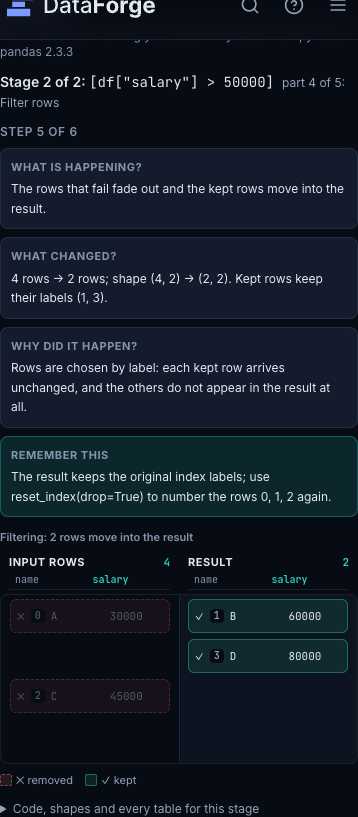 DataForge
pandas 2.3.3
Stage 2 of 2: [df["salary"] > 50000] part 4 of 5:
Filter rows
STEP 5 OF 6
WHAT IS HAPPENING?
The rows that fail fade out and the kept rows move into the
result.
WHAT CHANGED?
4 rows → 2 rows; shape (4, 2) → (2, 2). Kept rows keep
their labels (1, 3).
WHY DID IT HAPPEN?
Rows are chosen by label: each kept row arrives
unchanged, and the others do not appear in the result at
all.
REMEMBER THIS
The result keeps the original index labels; use
reset_index(drop=True) to number the rows 0, 1, 2 again.
Filtering: 2 rows move into the result
INPUT ROWS 4
name salary
× 0 A 30000
× 2 C 45000
RESULT 2
name salary
✓ 1 B 60000
✓ 3 D 80000
× removed ✓ kept
▶ Code, shapes and every table for this stage